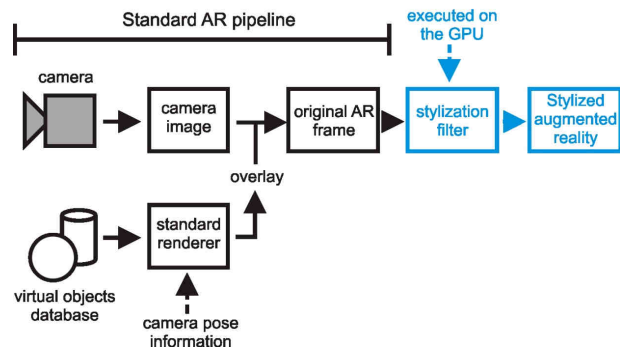 Standard AR pipeline
executed on
the GPU
camera
camera
image
original AR
frame
stylization
filter
Stylized
augmented
reality
overlay
standard
renderer
virtual objects
database
camera pose
information